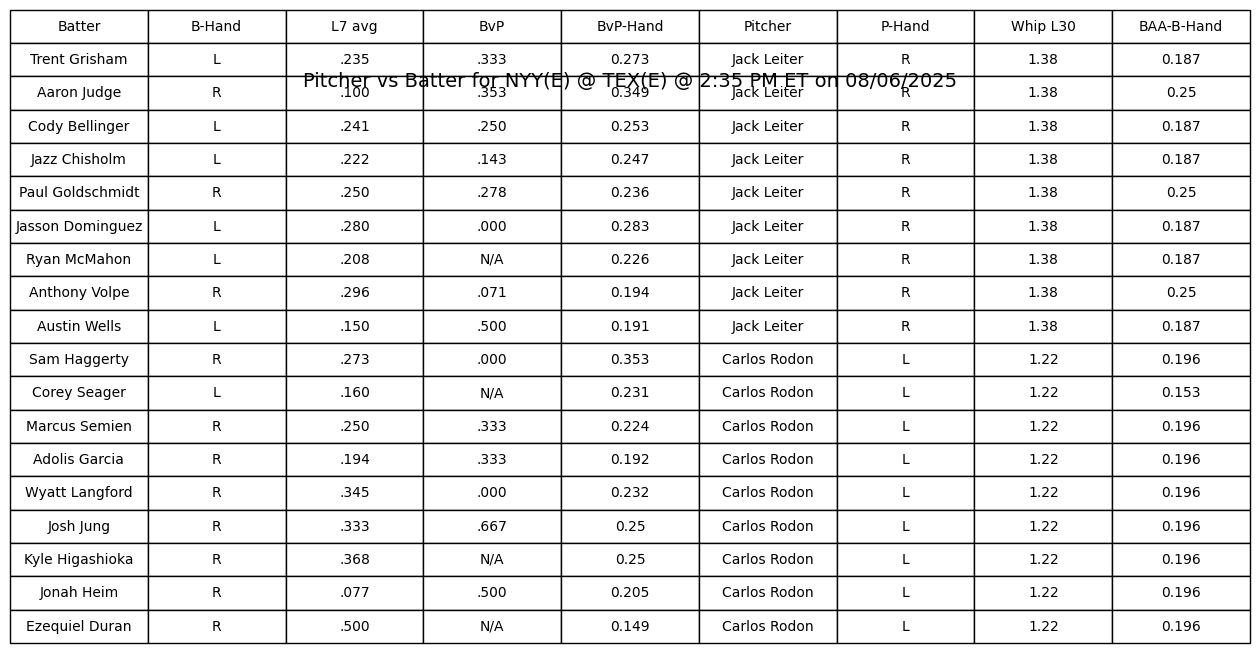 Batter B-Hand L7 avg BvP BvP-Hand Pitcher P-Hand Whip L30 BAA-B-Hand
Trent Grisham L .235 .333 0.273 Jack Leiter R 1.38 0.187
Pitcher vs Batter for NYY(E) @ TEX(E) @ 2:35 PM ET on 08/06/2025
Aaron Judge R .100 .353 0.349 Jack Leiter R 1.38 0.25
Cody Bellinger L .241 .250 0.253 Jack Leiter R 1.38 0.187
Jazz Chisholm L .222 .143 0.247 Jack Leiter R 1.38 0.187
Paul Goldschmidt R .250 .278 0.236 Jack Leiter R 1.38 0.25
Jasson Dominguez L .280 .000 0.283 Jack Leiter R 1.38 0.187
Ryan McMahon L .208 N/A 0.226 Jack Leiter R 1.38 0.187
Anthony Volpe R .296 .071 0.194 Jack Leiter R 1.38 0.25
Austin Wells L .150 .500 0.191 Jack Leiter R 1.38 0.187
Sam Haggerty R .273 .000 0.353 Carlos Rodon L 1.22 0.196
Corey Seager L .160 N/A 0.231 Carlos Rodon L 1.22 0.153
Marcus Semien R .250 .333 0.224 Carlos Rodon L 1.22 0.196
Adolis Garcia R .194 .333 0.192 Carlos Rodon L 1.22 0.196
Wyatt Langford R .345 .000 0.232 Carlos Rodon L 1.22 0.196
Josh Jung R .333 .667 0.25 Carlos Rodon L 1.22 0.196
Kyle Higashioka R .368 N/A 0.25 Carlos Rodon L 1.22 0.196
Jonah Heim R .077 .500 0.205 Carlos Rodon L 1.22 0.196
Ezequiel Duran R .500 N/A 0.149 Carlos Rodon L 1.22 0.196